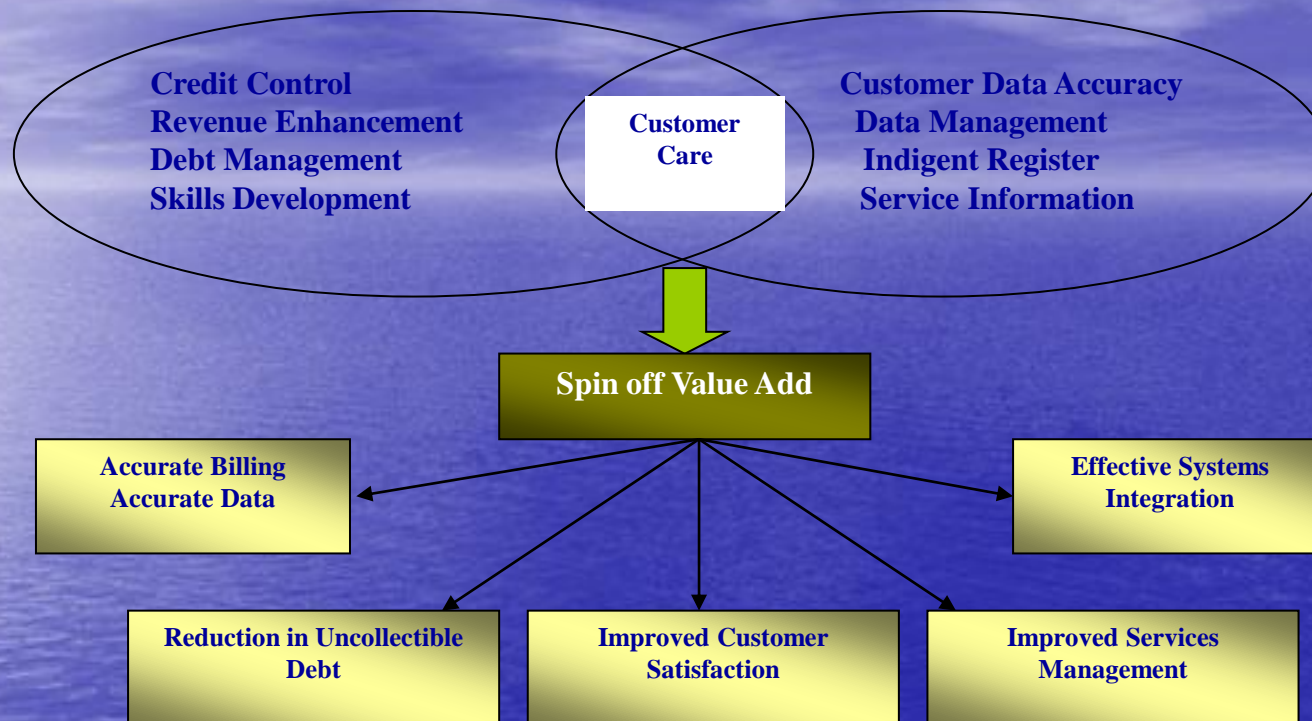 Credit Control
Revenue Enhancement
Debt Management
Skills Development
Customer
Care
Customer Data Accuracy
Data Management
Indigent Register
Service Information
Spin off Value Add
Accurate Billing
Accurate Data
Effective Systems
Integration
Reduction in Uncollectible
Debt
Improved Customer
Satisfaction
Improved Services
Management